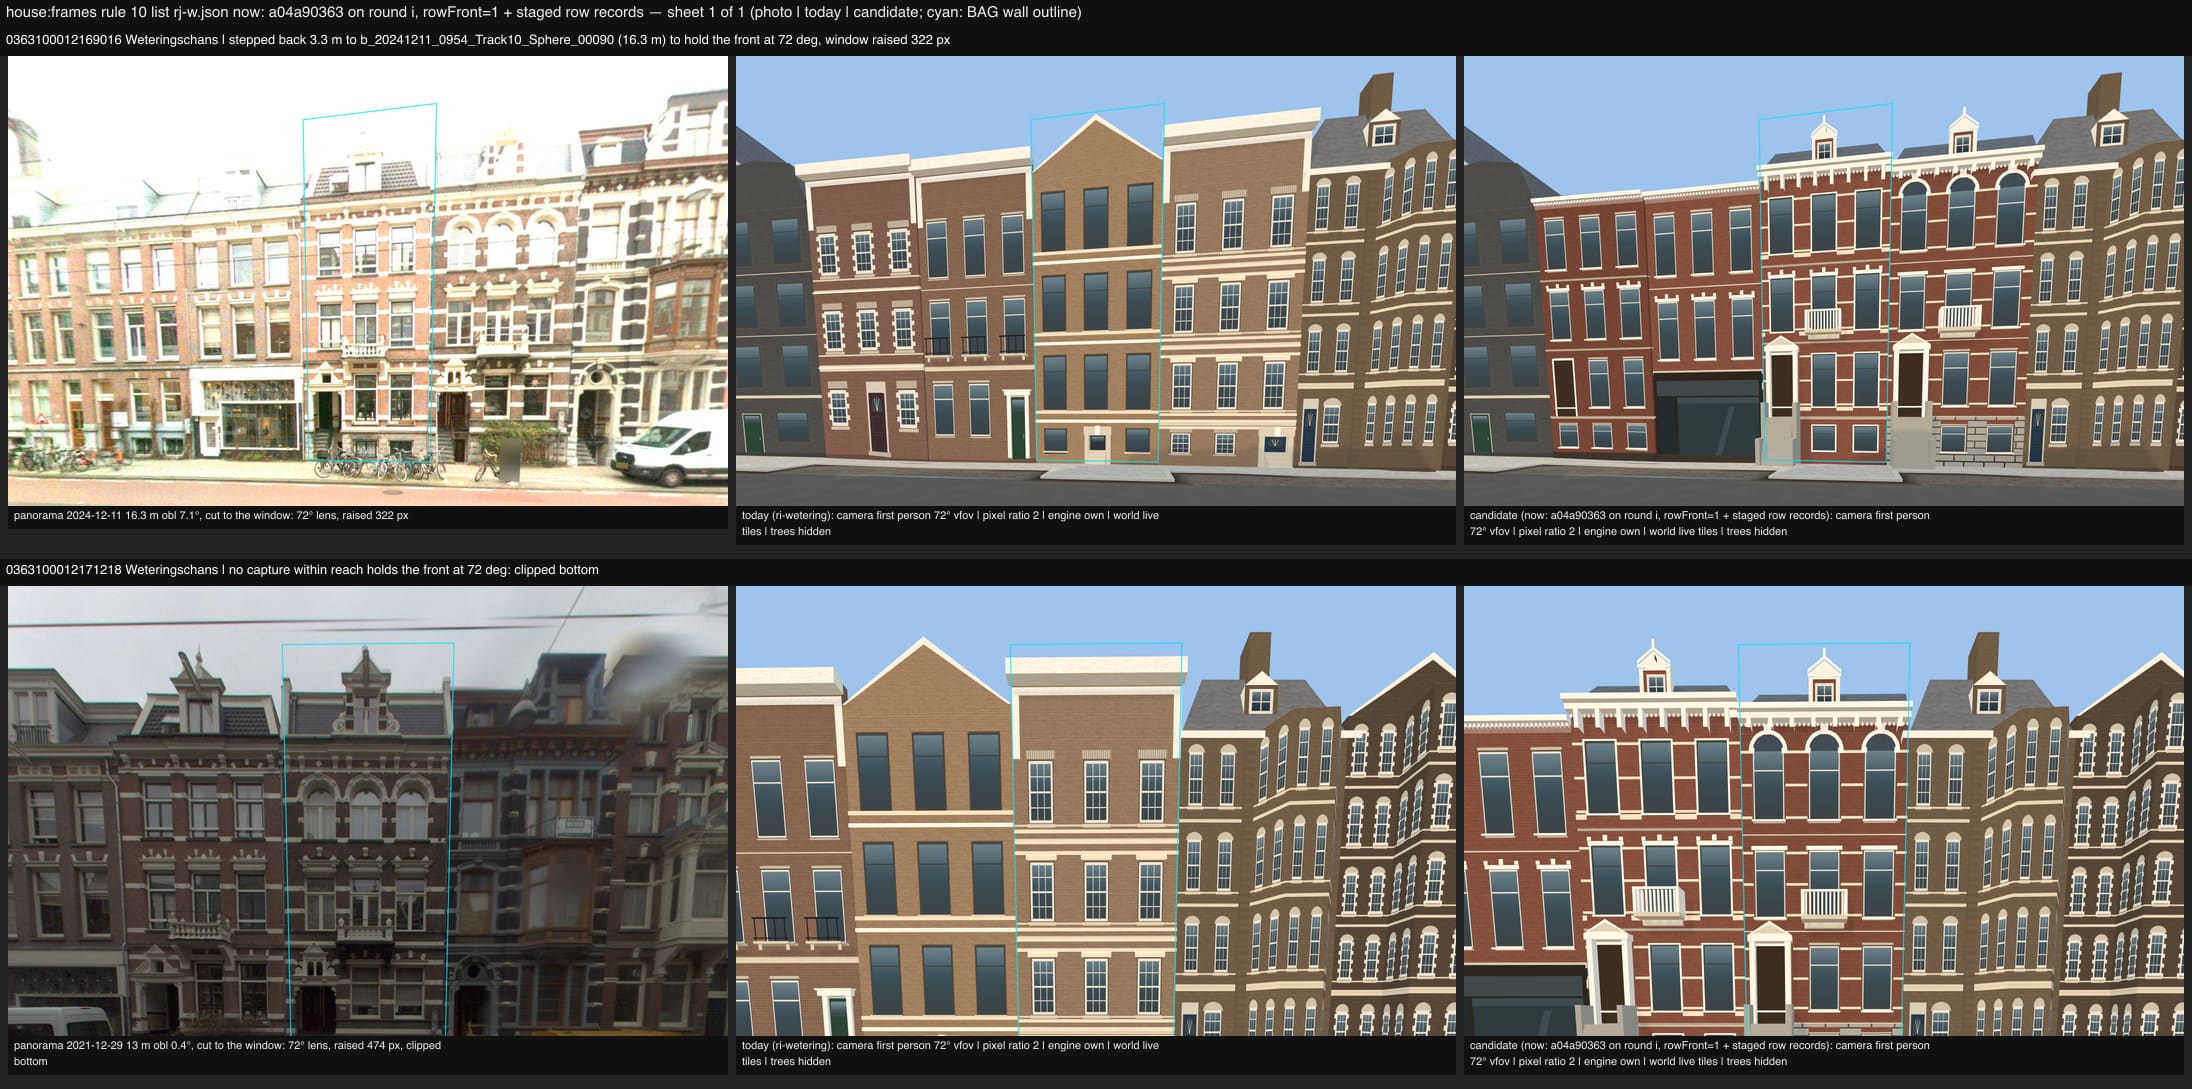 house:frames rule 10 list rj-w.json now: a04a90363 on round i, rowFront=1 + staged row records — sheet 1 of 1 (photo | today | candidate; cyan: BAG wall outline)
0363100012169016 Weteringschans | stepped back 3.3 m to b_20241211_0954_Track10_Sphere_00090 (16.3 m) to hold the front at 72 deg, window raised 322 px
panorama 2024-12-11 16.3 m obl 7.1°, cut to the window: 72° lens, raised 322 px
today (ri-wetering): camera first person 72° vfov | pixel ratio 2 | engine own | world live
tiles | trees hidden
candidate (now: a04a90363 on round i, rowFront=1 + staged row records): camera first person
72° vfov | pixel ratio 2 | engine own | world live tiles | trees hidden
0363100012171218 Weteringschans | no capture within reach holds the front at 72 deg: clipped bottom
panorama 2021-12-29 13 m obl 0.4°, cut to the window: 72° lens, raised 474 px, clipped
bottom
today (ri-wetering): camera first person 72° vfov | pixel ratio 2 | engine own | world live
tiles | trees hidden
candidate (now: a04a90363 on round i, rowFront=1 + staged row records): camera first person
72° vfov | pixel ratio 2 | engine own | world live tiles | trees hidden